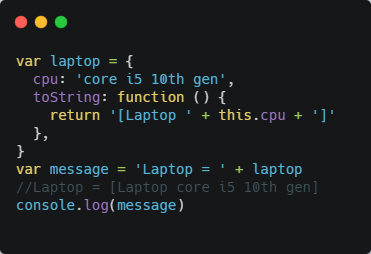 var laptop = {
  cpu: 'core i5 10th gen',
  toString: function () {
    return '[Laptop ' + this.cpu + ']'
  },
}
var message = 'Laptop = ' + laptop
//Laptop = [Laptop core i5 10th gen]
console.log(message)